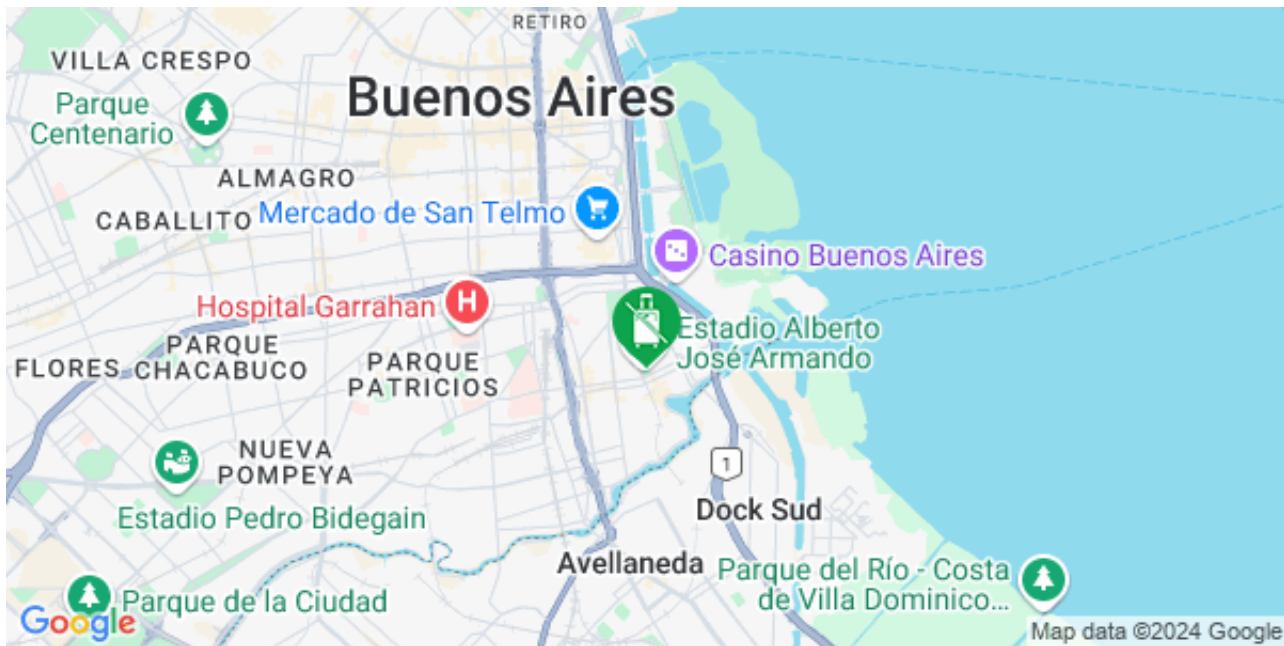 RETIRO
VILLA CRESPO
Buenos Aires
Parque
Centenario
ALMAGRO
CABALLITO
Mercado de San Telmo
Casino Buenos Aires
Hospital Garrahan
H
Estadio Alberto
José Armando
PARQUE
CHACABUCO
FLORES
PARQUE
PATRICIOS
NUEVA
POMPEYA
1
Dock Sud
Estadio Pedro Bidegain
Avellaneda
Parque del Río - Costa
de Villa Dominico...
Parque de la Ciudad
Google
Map data ©2024 Google